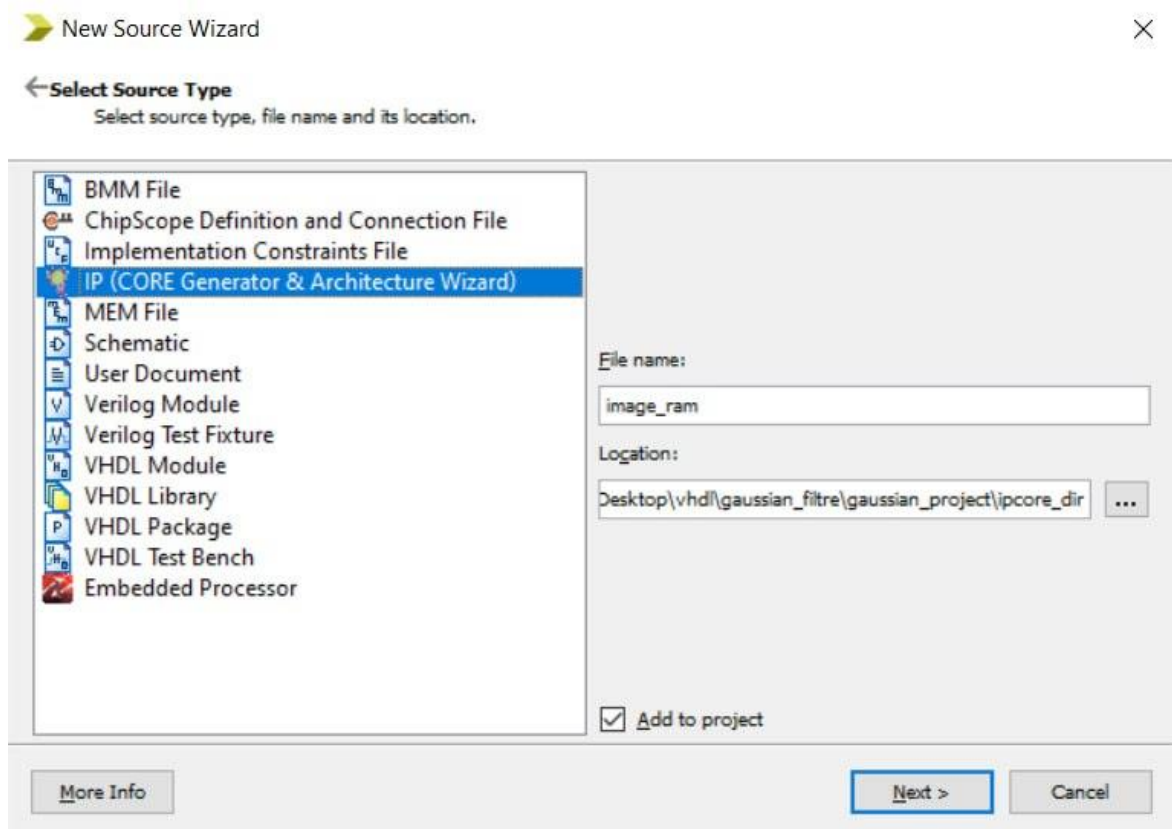 New Source Wizard
Select Source Type
Select source type, file name and its location.
BMM File
ChipScope Definition and Connection File
Implementation Constraints File
IP (CORE Generator & Architecture Wizard)
MEM File
Schematic
User Document
Verilog Module
Verilog Test Fixture
VHDL Module
VHDL Library
VHDL Package
VHDL Test Bench
Embedded Processor
File name:
image_ram
Location:
Desktop\vhdl\gaussian_filtre\gaussian_project\ipcore_dir
...
Add to project
More Info
Next >
Cancel